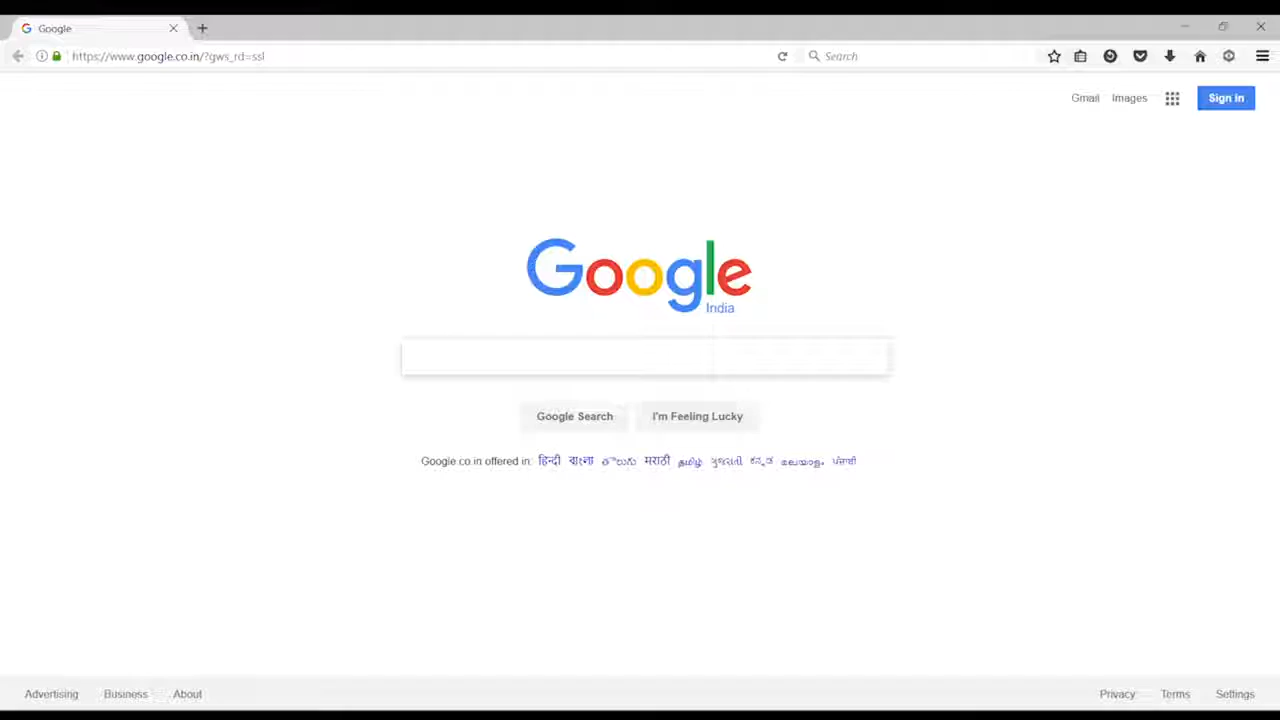 Google
https://www.google.co.in/?gws_rd=ssl
Search
Gmail Images Sign in
Google
India
Google Search I'm Feeling Lucky
Google.co.in offered in: हिन्दी বাংলা తెలుగు मराठी தமிழ் ગુજરાતી ಕನ್ನಡ മലയാളം ਪੰਜਾਬੀ
Advertising Business About Privacy Terms Settings